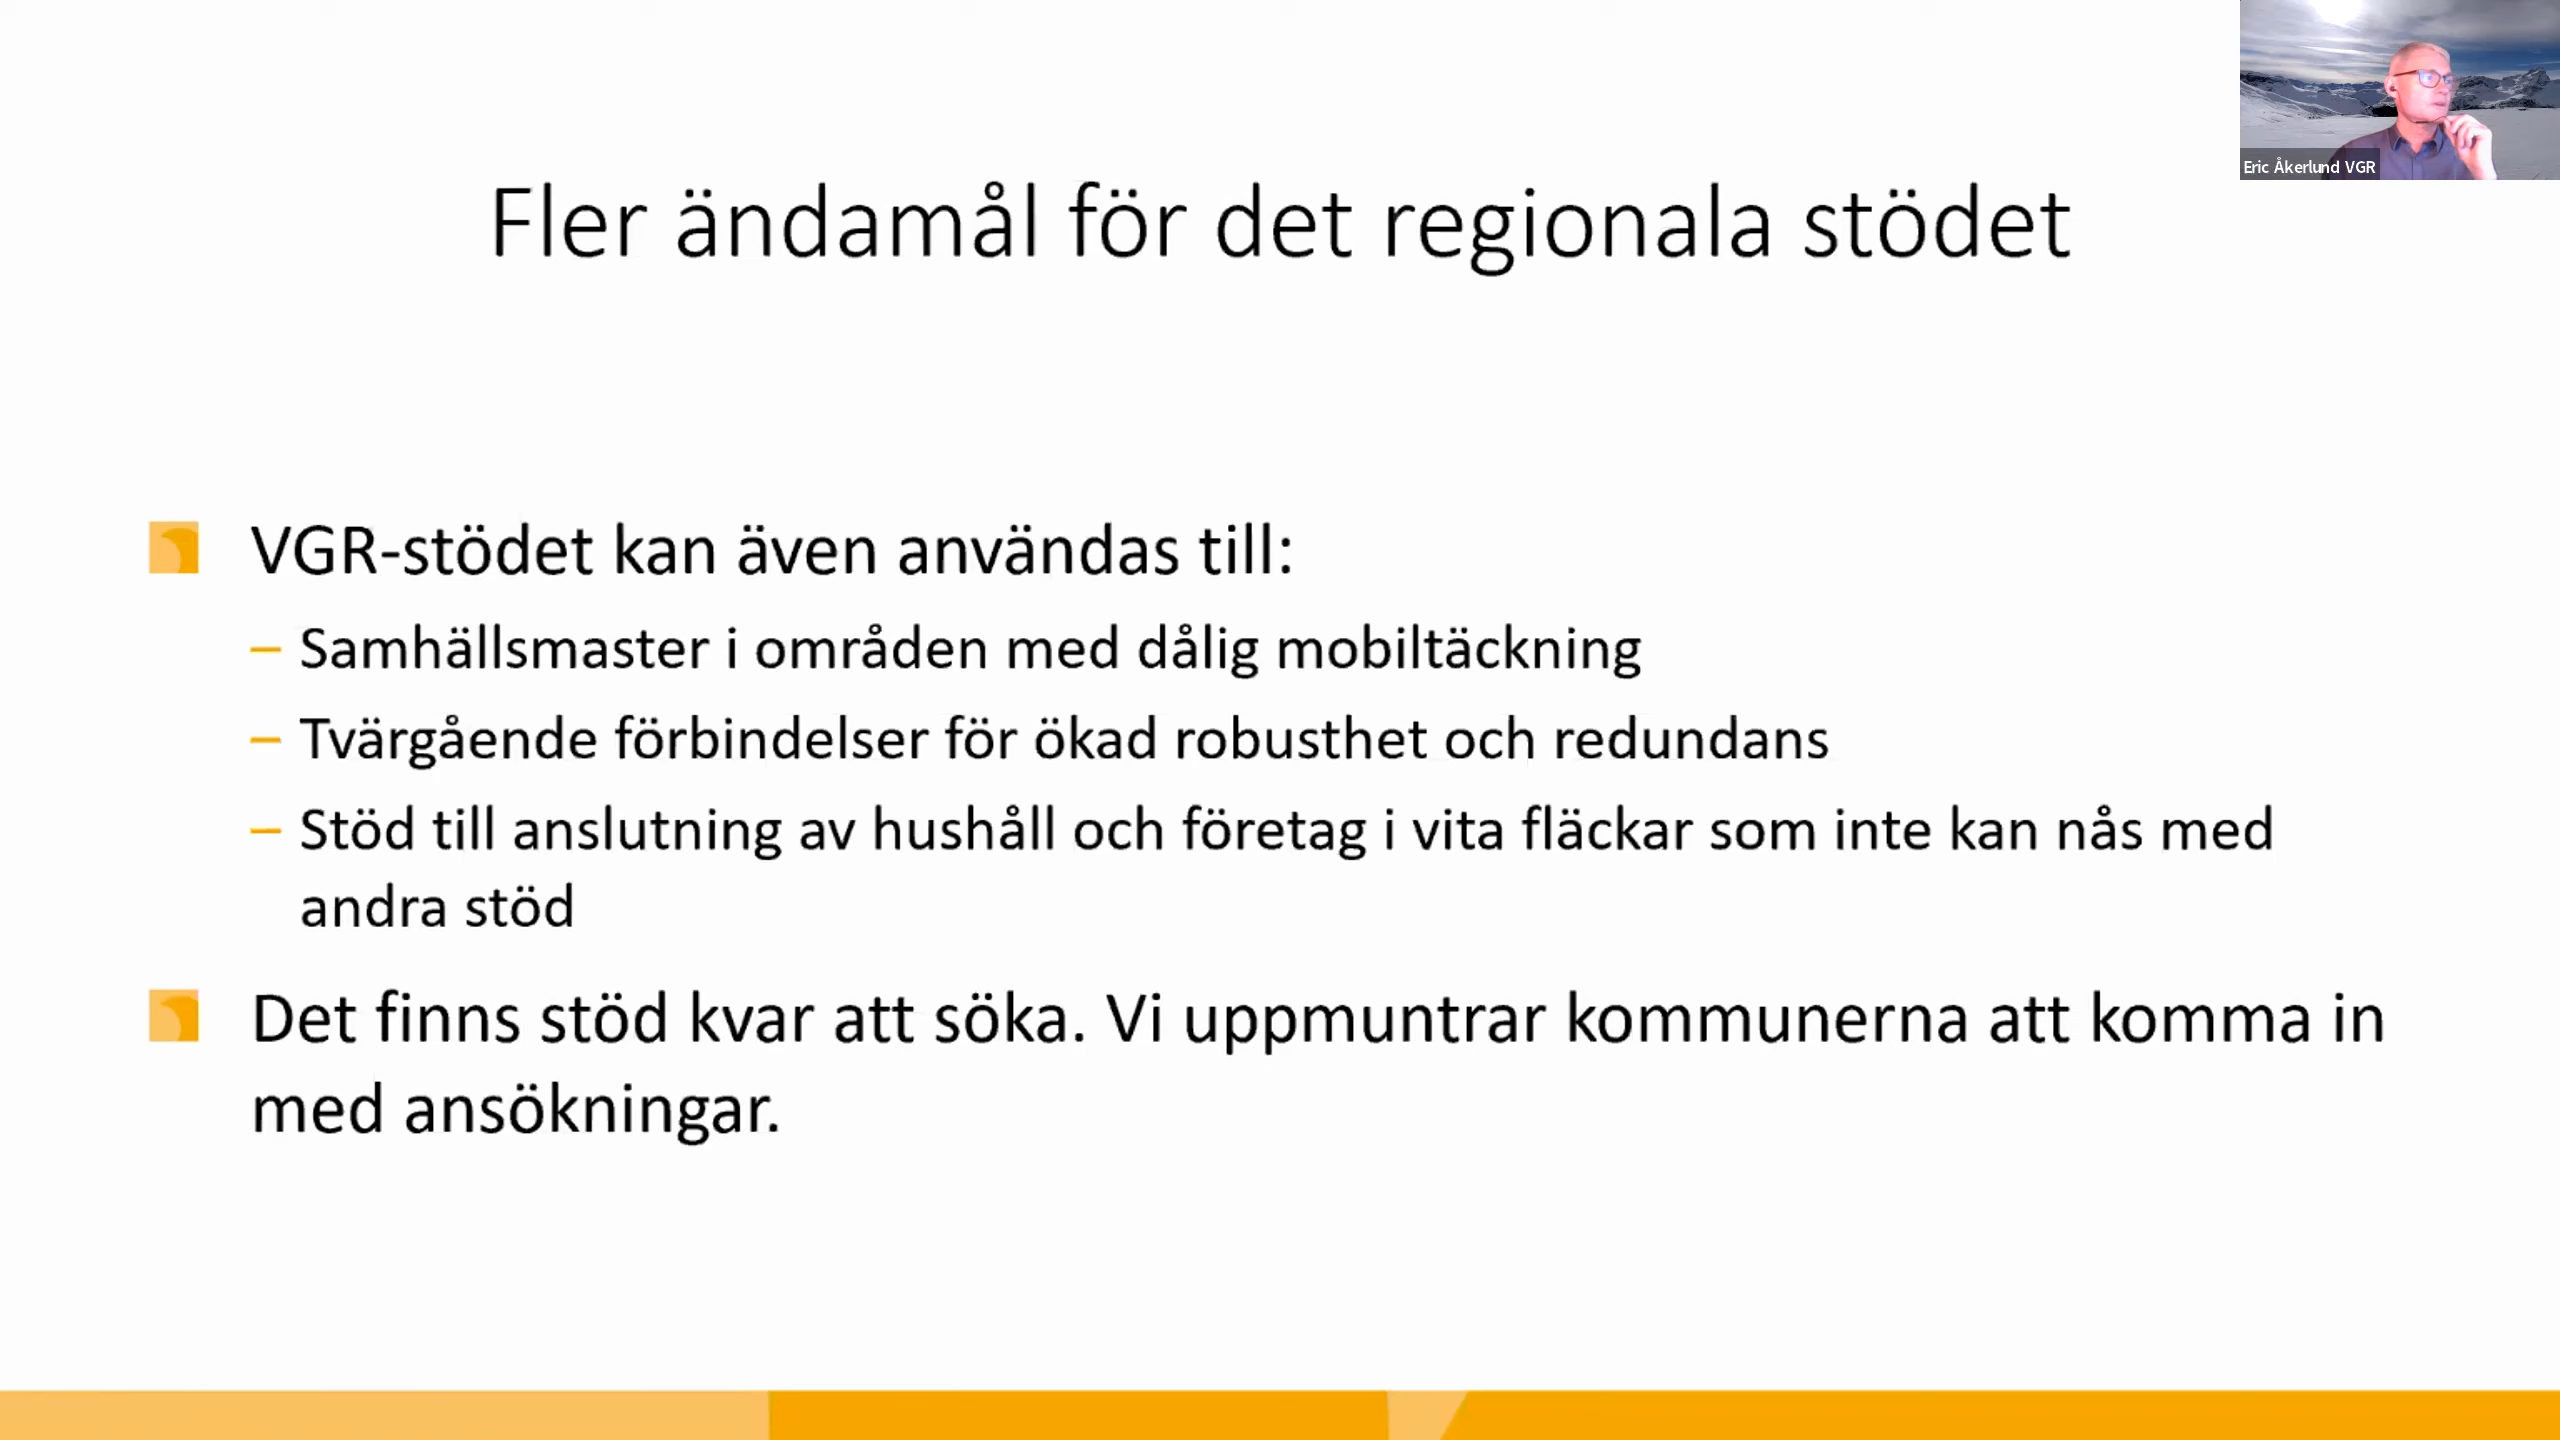 Eric Åkerlund VGR
Fler ändamål för det regionala stödet
VGR-stödet kan även användas till:
– Samhällsmaster i områden med dålig mobiltäckning
– Tvärgående förbindelser för ökad robusthet och redundans
– Stöd till anslutning av hushåll och företag i vita fläckar som inte kan nås med
andra stöd
Det finns stöd kvar att söka. Vi uppmuntrar kommunerna att komma in
med ansökningar.